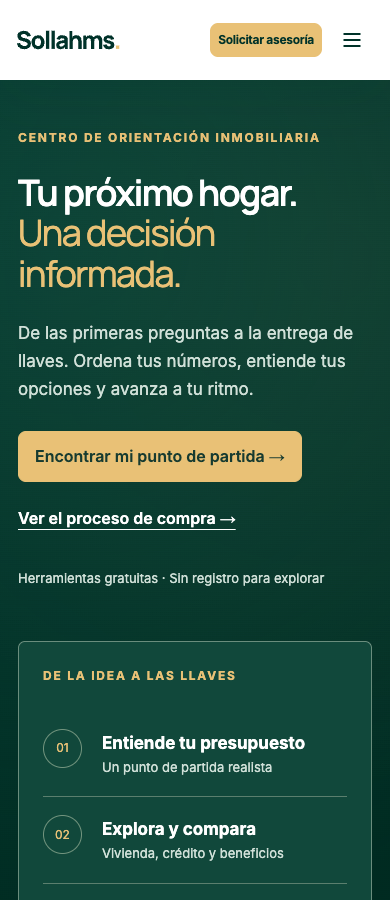 Sollahms.
Solicitar asesoría
CENTRO DE ORIENTACIÓN INMOBILIARIA
Tu próximo hogar.
Una decisión
informada.
De las primeras preguntas a la entrega de
llaves. Ordena tus números, entiende tus
opciones y avanza a tu ritmo.
Encontrar mi punto de partida →
Ver el proceso de compra →
Herramientas gratuitas · Sin registro para explorar
DE LA IDEA A LAS LLAVES
01
Entiende tu presupuesto
Un punto de partida realista
02
Explora y compara
Vivienda, crédito y beneficios